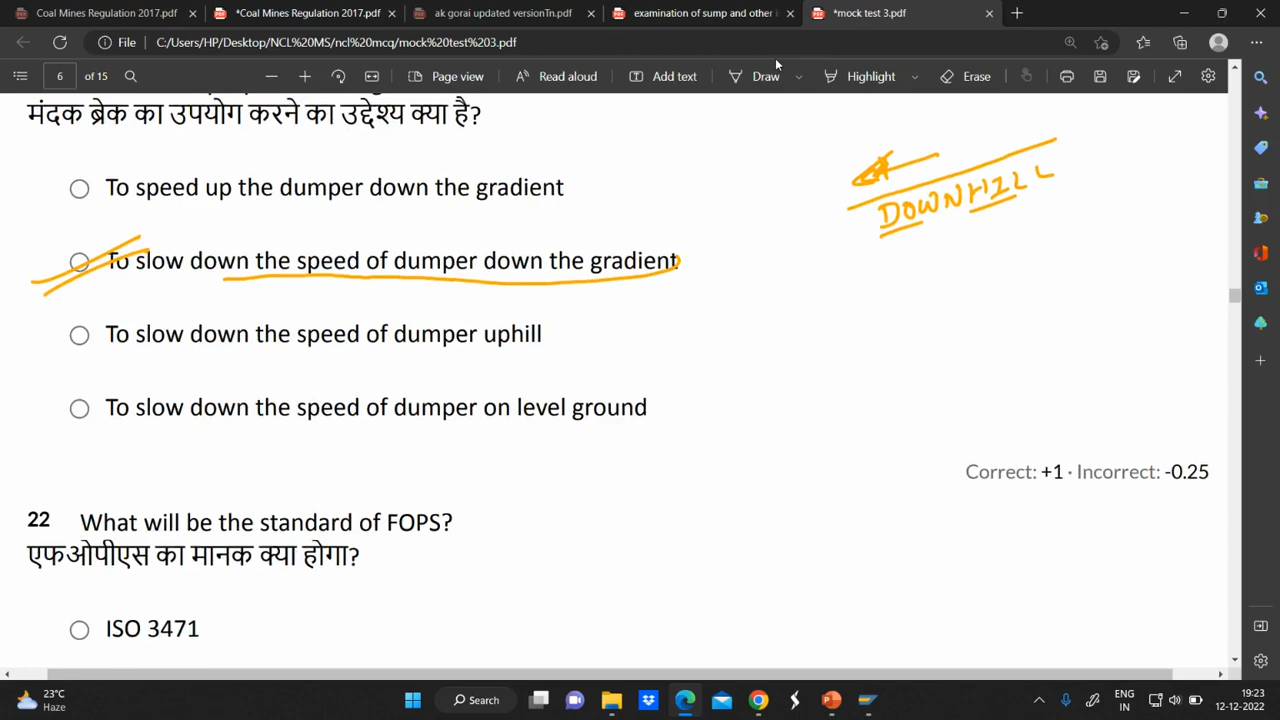 Coal Mines Regulation 2017.pdf
*Coal Mines Regulation 2017.pdf
ak gorai updated versionTn.pdf
examination of sump and other
*mock test 3.pdf
File
C:/Users/HP/Desktop/NCL%20MS/ncl%20mcq/mock%20test%203.pdf
6 of 15
Page view
Read aloud
Add text
Draw
Highlight
Erase
मंदक ब्रेक का उपयोग करने का उद्देश्य क्या है?
To speed up the dumper down the gradient
DOWNHILL
To slow down the speed of dumper down the gradient
To slow down the speed of dumper uphill
To slow down the speed of dumper on level ground
Correct: +1 · Incorrect: -0.25
22 What will be the standard of FOPS?
एफओपीएस का मानक क्या होगा?
ISO 3471
23°C
Haze
Search
ENG
IN
19:23
12-12-2022